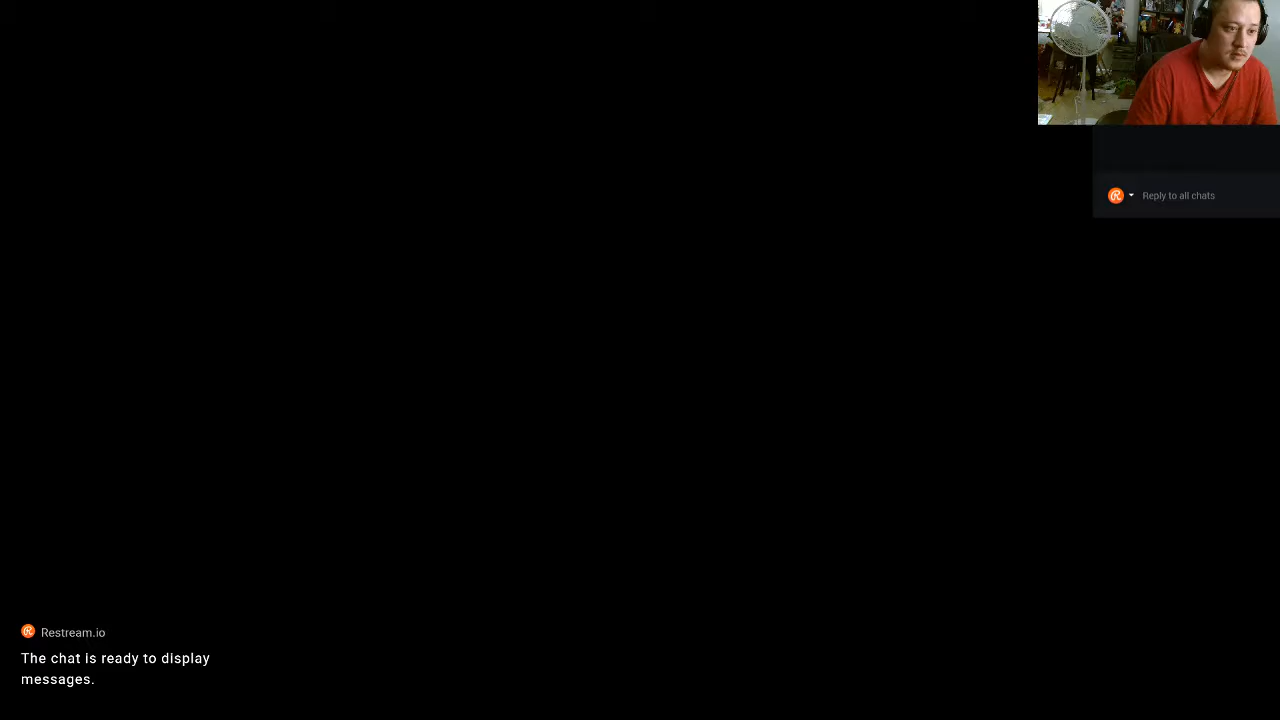 Reply to all chats
Restream.io
The chat is ready to display
messages.